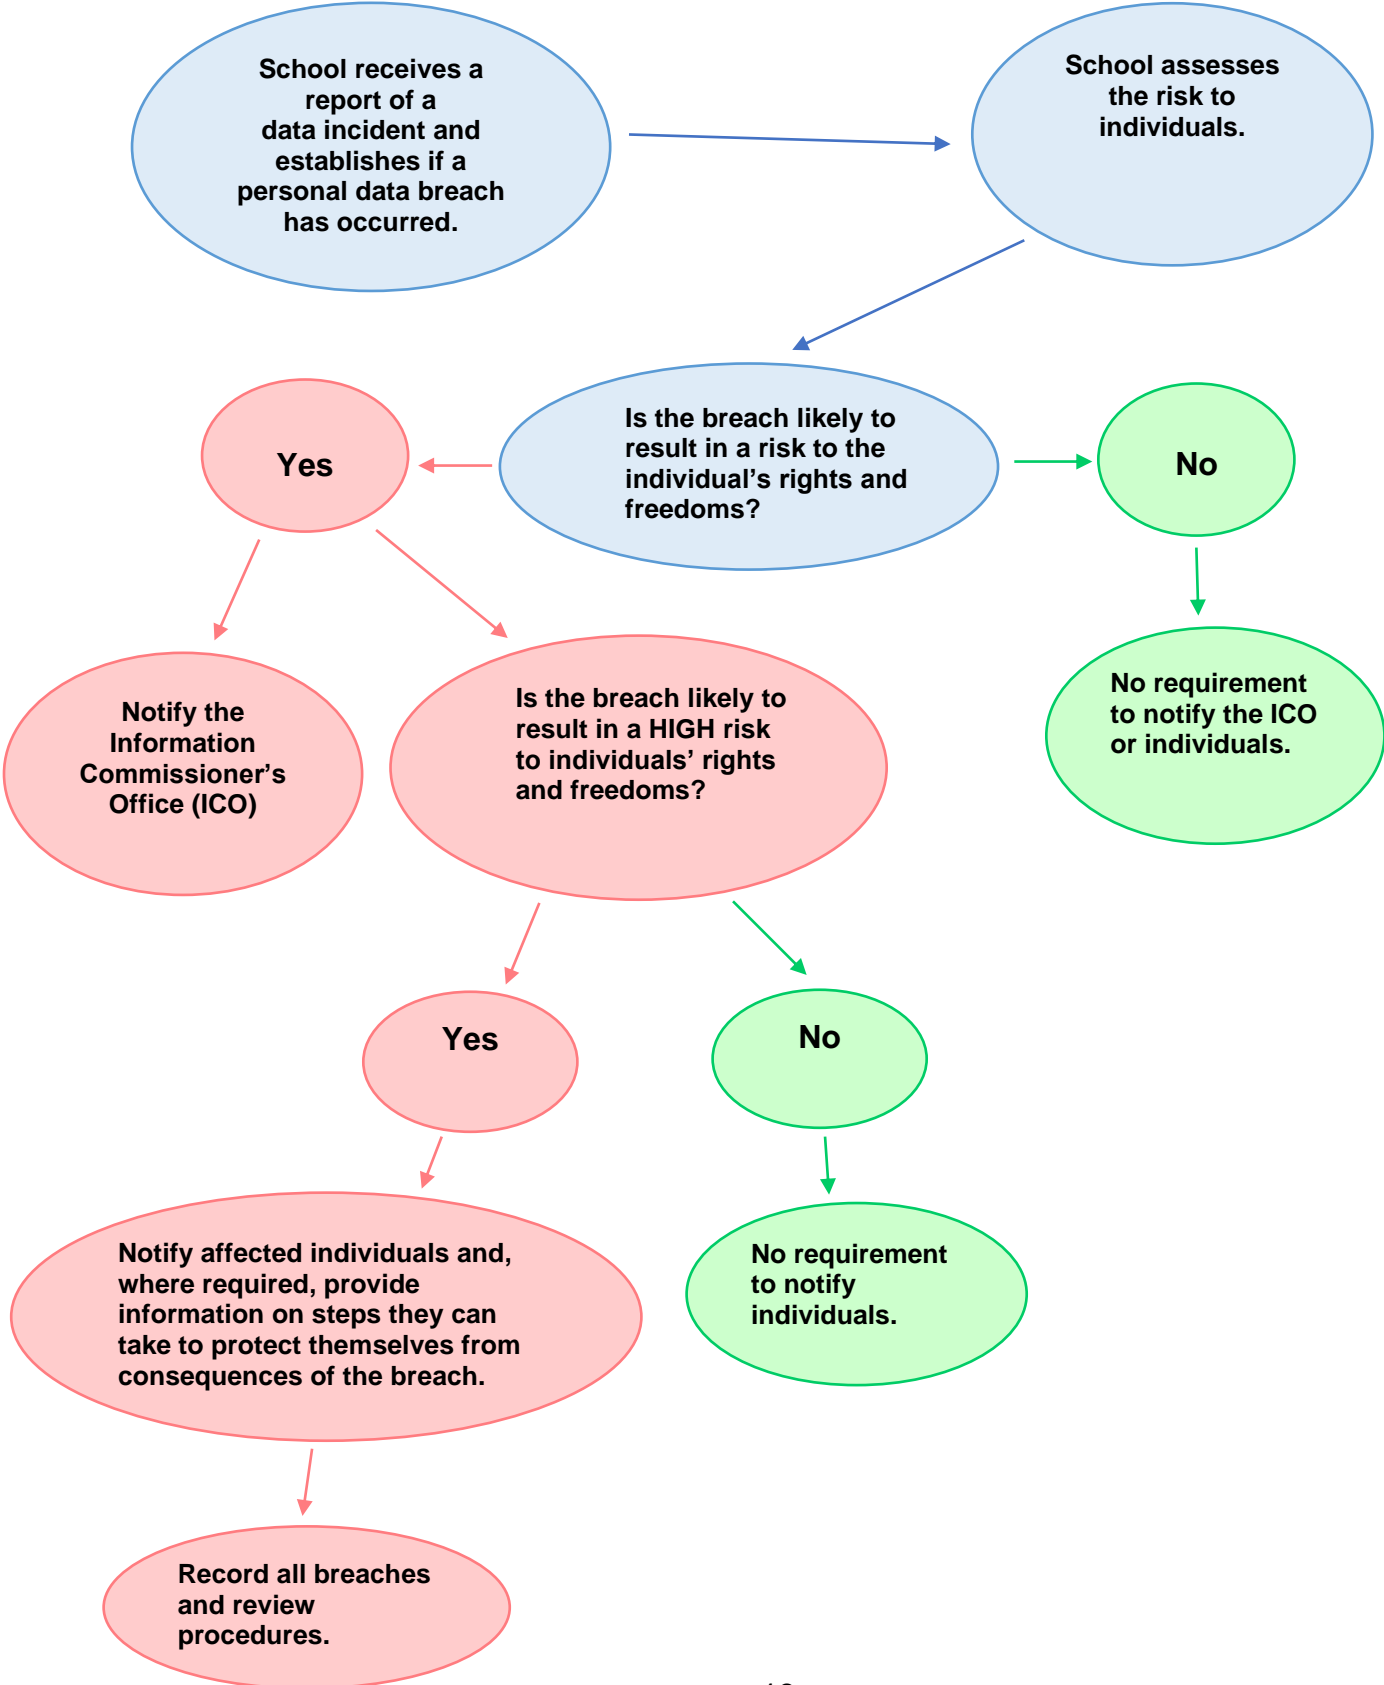 School receives a
report of a
data incident and
establishes if a
personal data breach
has occurred.
School assesses
the risk to
individuals.
Is the breach likely to
result in a risk to the
individual’s rights and
freedoms?
Yes
No
Notify the
Information
Commissioner’s
Office (ICO)
Is the breach likely to
result in a HIGH risk
to individuals’ rights
and freedoms?
No requirement
to notify the ICO
or individuals.
Yes
No
Notify affected individuals and,
where required, provide
information on steps they can
take to protect themselves from
consequences of the breach.
No requirement
to notify
individuals.
Record all breaches
and review
procedures.